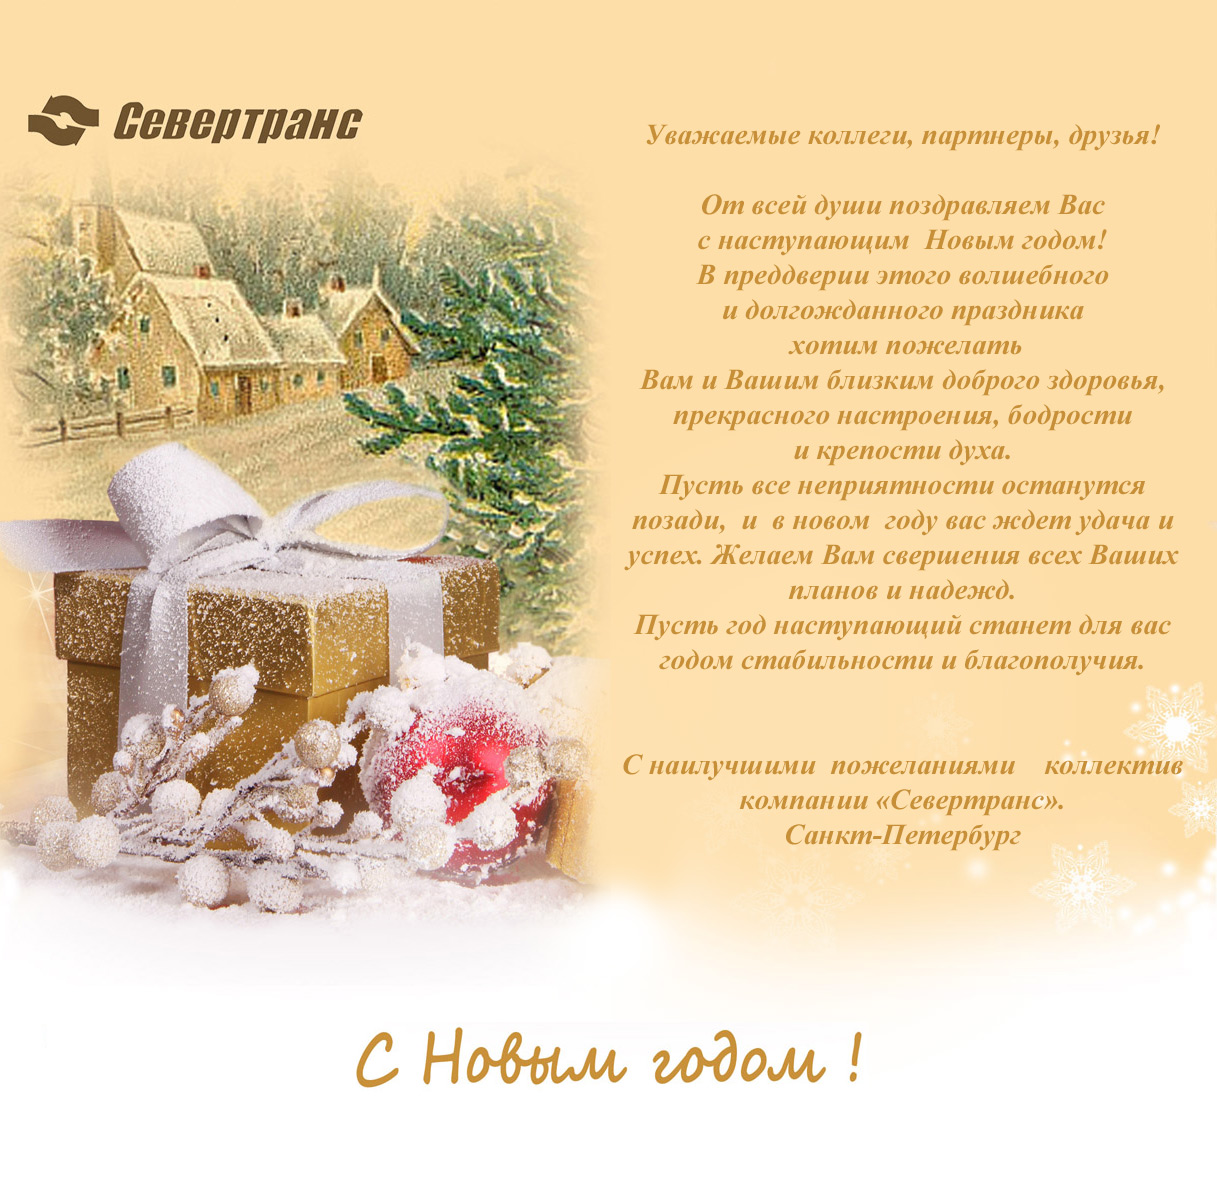 Севертранс
Уважаемые коллеги, партнеры, друзья!
От всей души поздравляем Вас
с наступающим Новым годом!
В преддверии этого волшебного
и долгожданного праздника
хотим пожелать
Вам и Вашим близким доброго здоровья,
прекрасного настроения, бодрости
и крепости духа.
Пусть все неприятности останутся
позади, и в новом году вас ждет удача и
успех. Желаем Вам свершения всех Ваших
планов и надежд.
Пусть год наступающий станет для вас
годом стабильности и благополучия.
С наилучшими пожеланиями коллектив
компании «Севертранс».
Санкт-Петербург
С Новым годом !